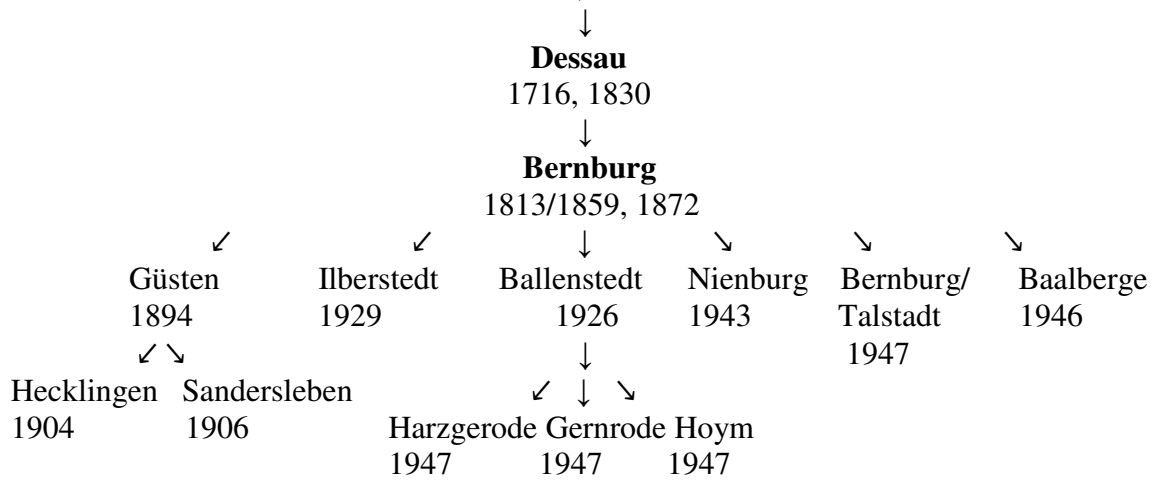 ↓
Dessau
1716, 1830
↓
Bernburg
1813/1859, 1872
↙ ↙ ↓ ↘ ↘ ↘
Güsten Ilberstedt Ballenstedt Nienburg Bernburg/ Baalberge
1894 1929 1926 1943 Talstadt 1946
1947
↙ ↘ ↓
Hecklingen Sandersleben ↙ ↓ ↘
1904 1906 Harzgerode Gernrode Hoym
1947 1947 1947